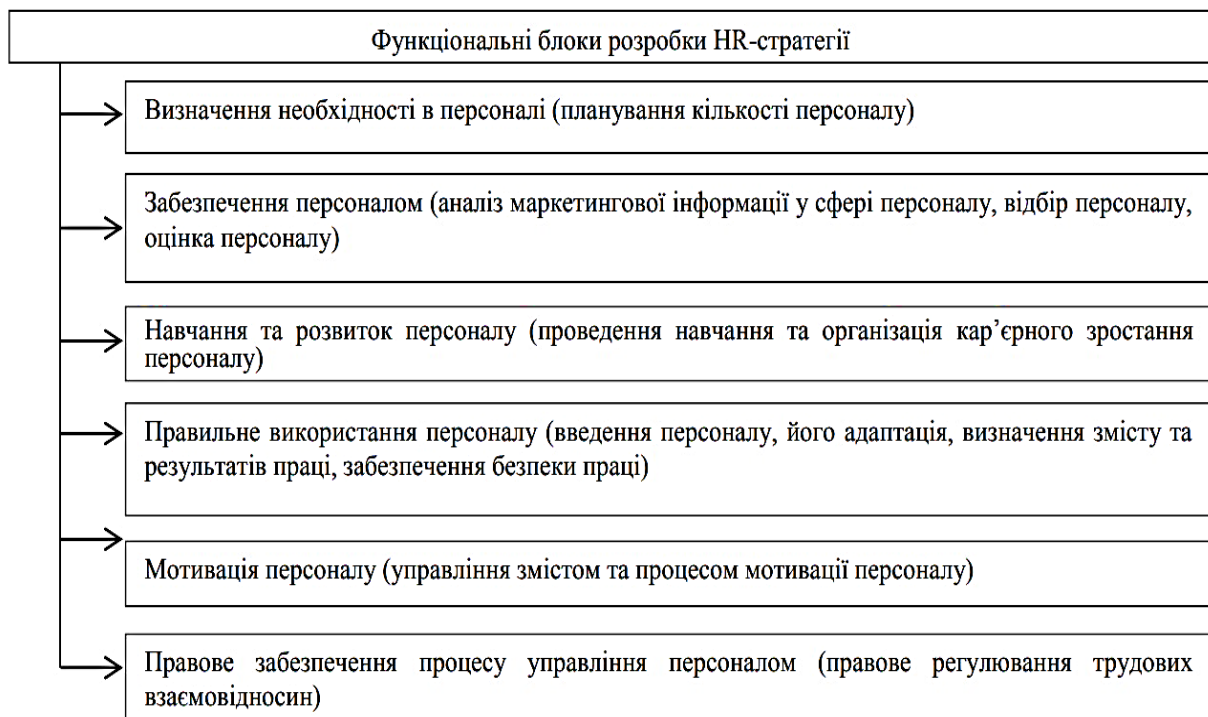 Функціональні блоки розробки HR-стратегії
Визначення необхідності в персоналі (планування кількості персоналу)
Забезпечення персоналом (аналіз маркетингової інформації у сфері персоналу, відбір персоналу,
оцінка персоналу)
Навчання та розвиток персоналу (проведення навчання та організація кар’єрного зростання
персоналу)
Правильне використання персоналу (введення персоналу, його адаптація, визначення змісту та
результатів праці, забезпечення безпеки праці)
Мотивація персоналу (управління змістом та процесом мотивації персоналу)
Правове забезпечення процесу управління персоналом (правове регулювання трудових
взаємовідносин)